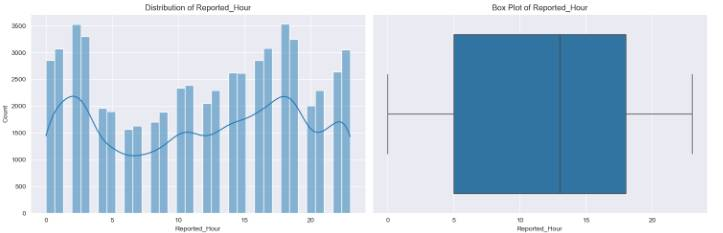 Distribution of Reported_Hour
3500
3000
2500
2000
1500
1000
500
0
Count
0 5 10 15 20
Reported_Hour
Box Plot of Reported_Hour
0 5 10 15 20
Reported_Hour